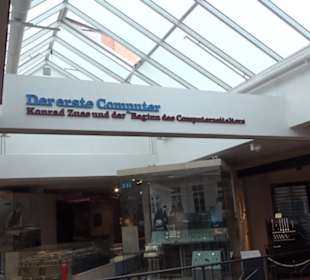 Der erste Computer
Konrad Zuse und der Beginn des Computerzeitalters